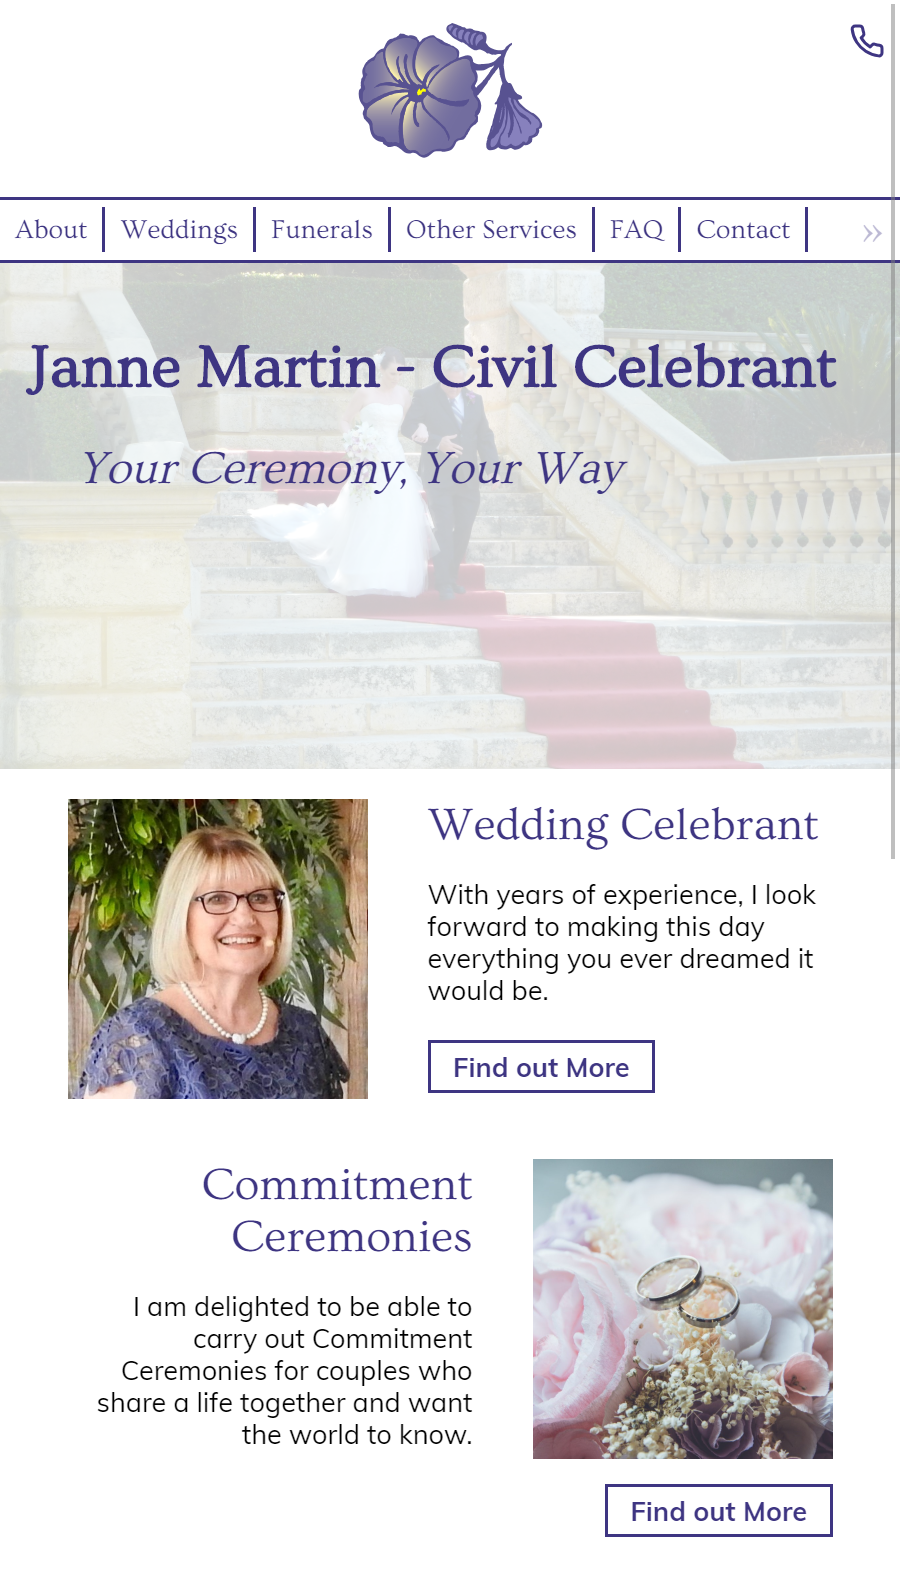 About
Weddings
Funerals
Other Services
FAQ
Contact
»
Janne Martin - Civil Celebrant
Your Ceremony, Your Way
Wedding Celebrant
With years of experience, I look
forward to making this day
everything you ever dreamed it
would be.
Find out More
Commitment
Ceremonies
I am delighted to be able to
carry out Commitment
Ceremonies for couples who
share a life together and want
the world to know.
Find out More